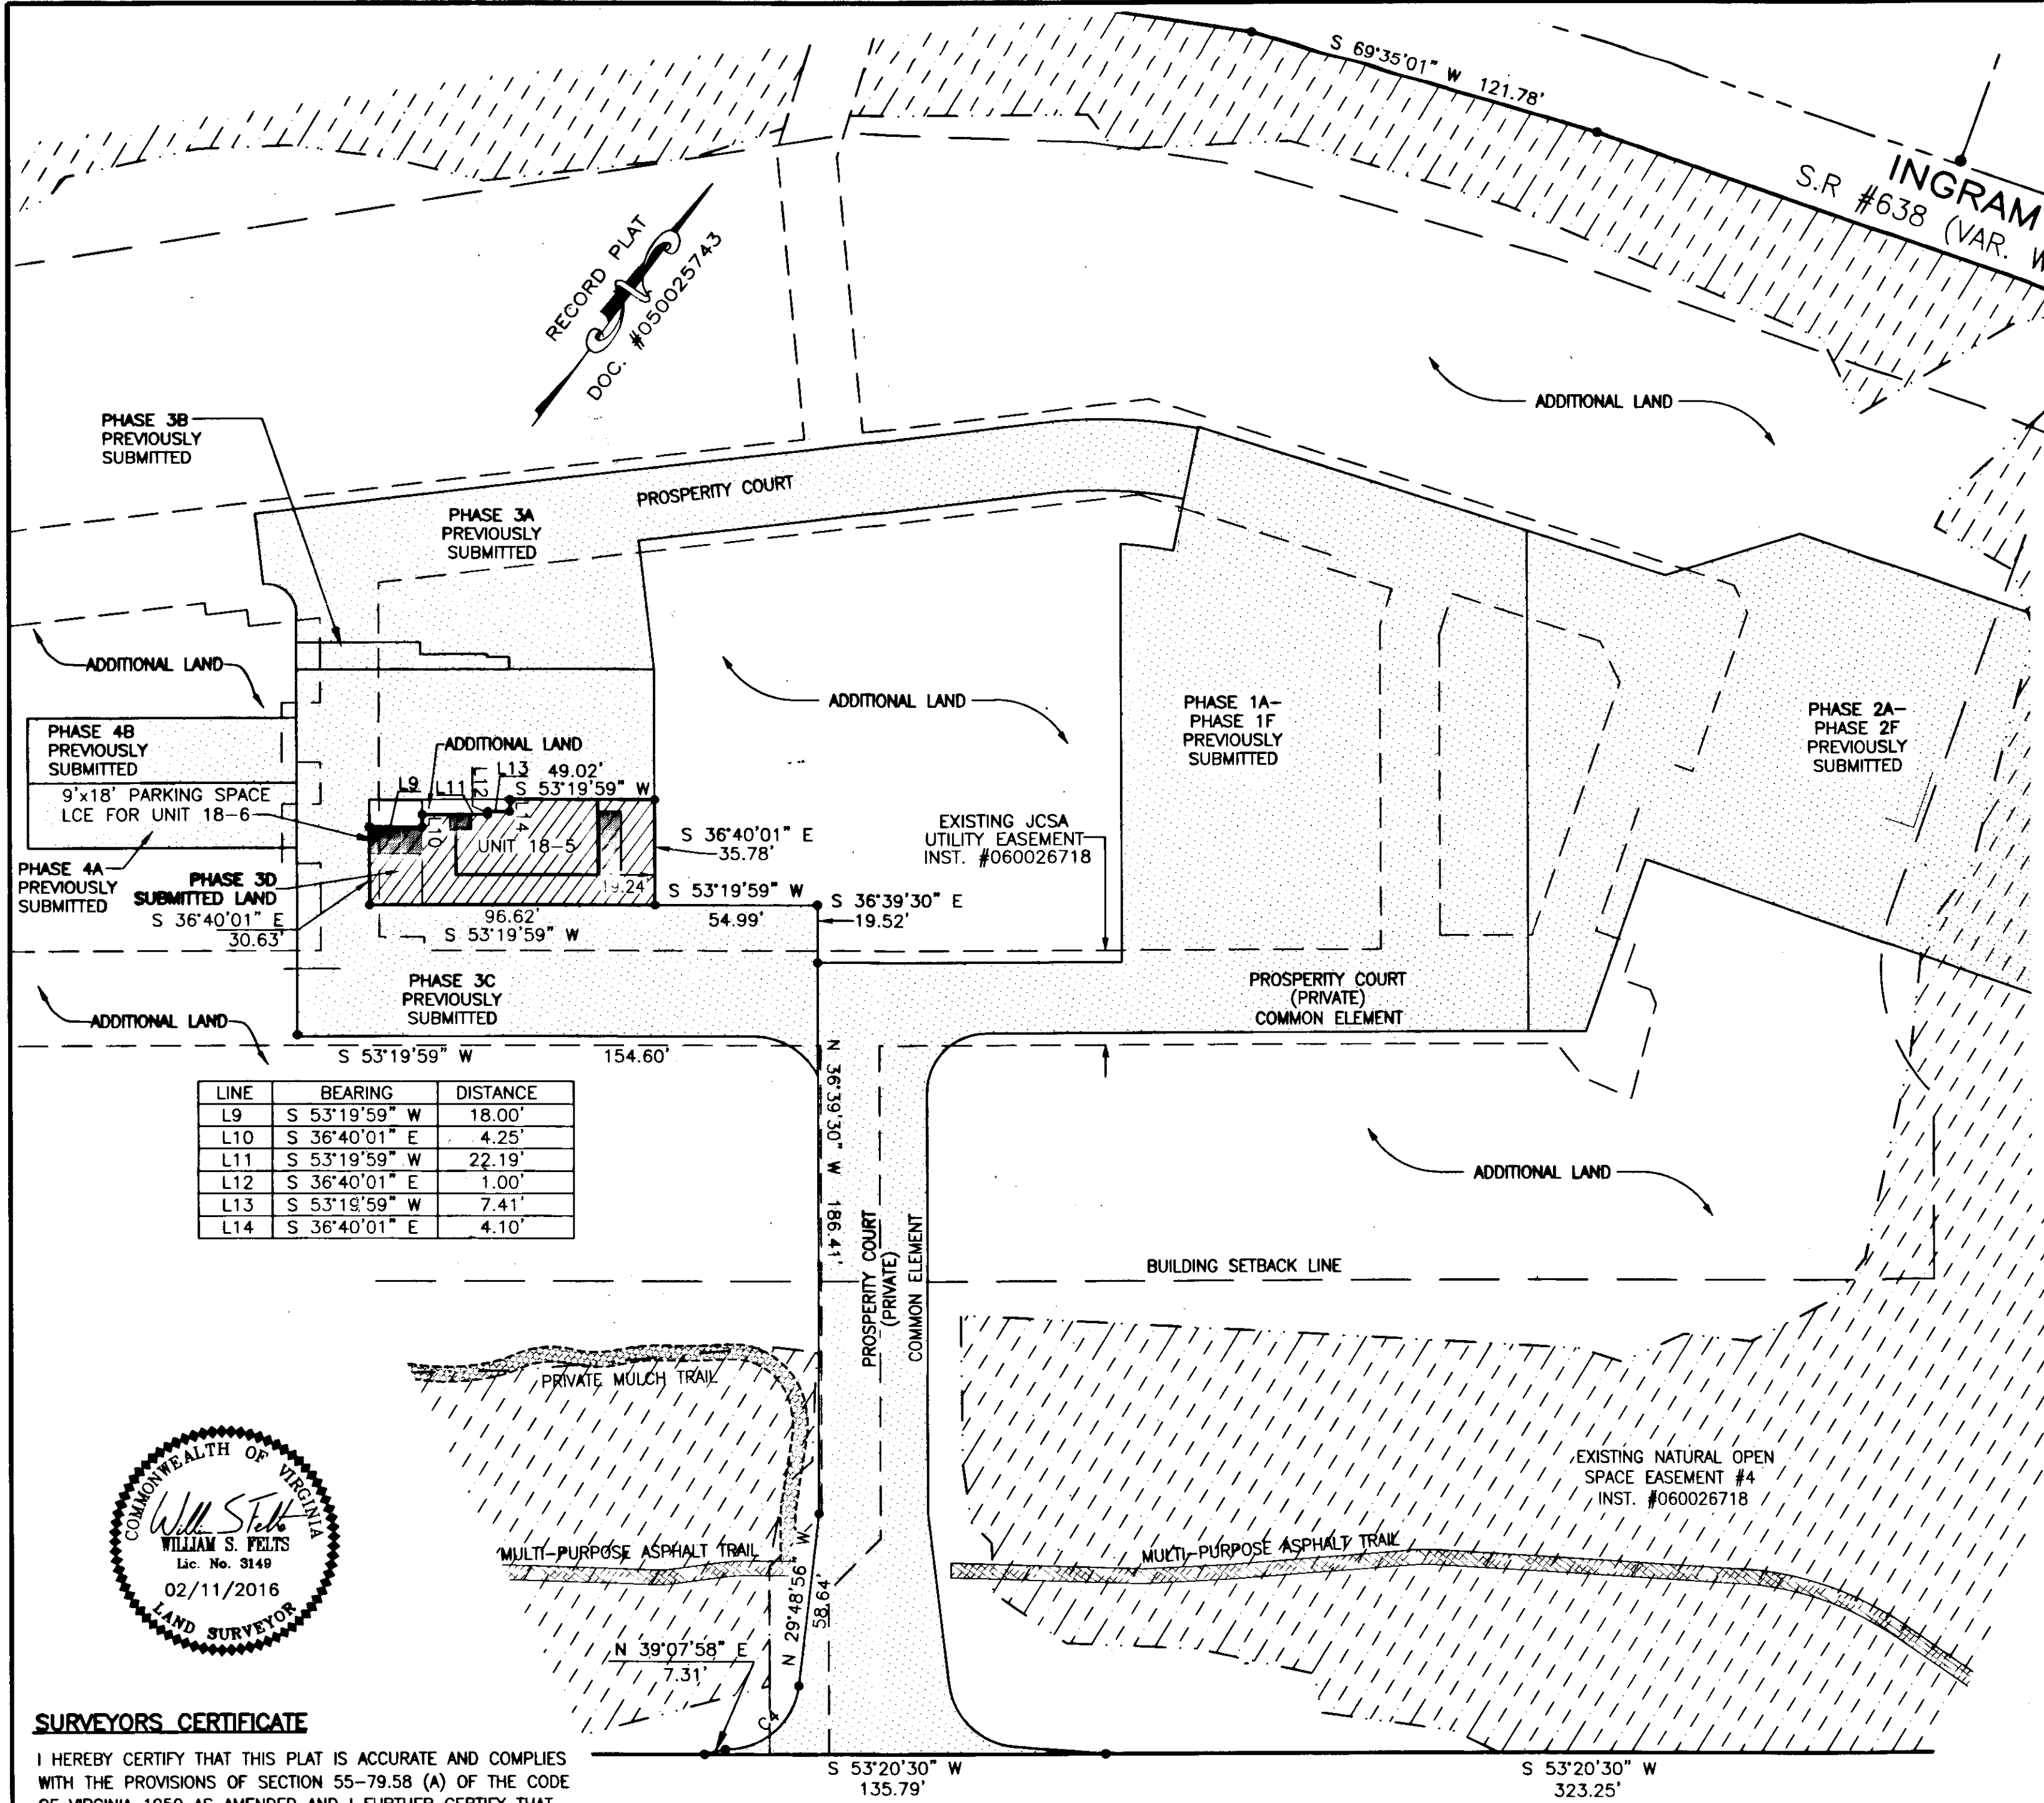 S 69°35'01" W 121.78'
INGRAM
S.R #638 (VAR. W
RECORD PLAT
DOC. #050025743
PHASE 3B
PREVIOUSLY
SUBMITTED
ADDITIONAL LAND
PROSPERITY COURT
PHASE 3A
PREVIOUSLY
SUBMITTED
ADDITIONAL LAND
ADDITIONAL LAND
PHASE 1A-
PHASE 1F
PREVIOUSLY
SUBMITTED
PHASE 2A-
PHASE 2F
PREVIOUSLY
SUBMITTED
PHASE 4B
PREVIOUSLY
SUBMITTED
9'x18' PARKING SPACE
LCE FOR UNIT 18-6
ADDITIONAL LAND
L9
L11
L12
L13
49.02'
S 53°19'59" W
L10
L14
UNIT 18-5
19.24'
S 36°40'01" E
35.78'
EXISTING JCSA
UTILITY EASEMENT
INST. #060026718
PHASE 4A
PREVIOUSLY
SUBMITTED
PHASE 3D
SUBMITTED LAND
S 36°40'01" E
30.63'
96.62'
S 53°19'59" W
S 53°19'59" W
54.99'
S 36°39'30" E
19.52'
PHASE 3C
PREVIOUSLY
SUBMITTED
PROSPERITY COURT
(PRIVATE)
COMMON ELEMENT
ADDITIONAL LAND
S 53°19'59" W 154.60'
LINE BEARING DISTANCE
L9 S 53°19'59" W 18.00'
L10 S 36°40'01" E 4.25'
L11 S 53°19'59" W 22.19'
L12 S 36°40'01" E 1.00'
L13 S 53°19'59" W 7.41'
L14 S 36°40'01" E 4.10'
N 36°39'30" W 186.41'
PROSPERITY COURT
(PRIVATE)
COMMON ELEMENT
ADDITIONAL LAND
BUILDING SETBACK LINE
PRIVATE MULCH TRAIL
EXISTING NATURAL OPEN
SPACE EASEMENT #4
INST. #060026718
MULTI-PURPOSE ASPHALT TRAIL
MULTI-PURPOSE ASPHALT TRAIL
N 29°48'56" W
58.64'
N 39°07'58" E
7.31'
C4
COMMONWEALTH OF VIRGINIA
William S Felts
WILLIAM S. FELTS
Lic. No. 3149
02/11/2016
LAND SURVEYOR
S 53°20'30" W
135.79'
S 53°20'30" W
323.25'
SURVEYORS CERTIFICATE
I HEREBY CERTIFY THAT THIS PLAT IS ACCURATE AND COMPLIES
WITH THE PROVISIONS OF SECTION 55-79.58 (A) OF THE CODE
OF VIRGINIA 1950 AS AMENDED AND I FURTHER CERTIFY THAT